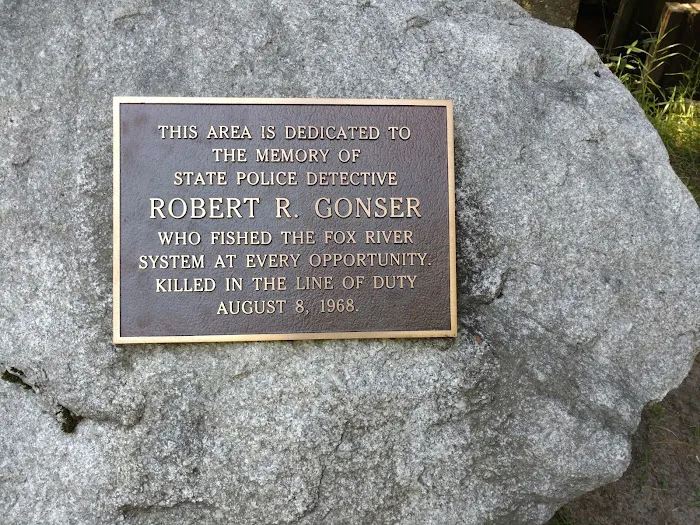 THIS AREA IS DEDICATED TO
THE MEMORY OF
STATE POLICE DETECTIVE
ROBERT R. GONSER
WHO FISHED THE FOX RIVER
SYSTEM AT EVERY OPPORTUNITY.
KILLED IN THE LINE OF DUTY
AUGUST 8, 1968.